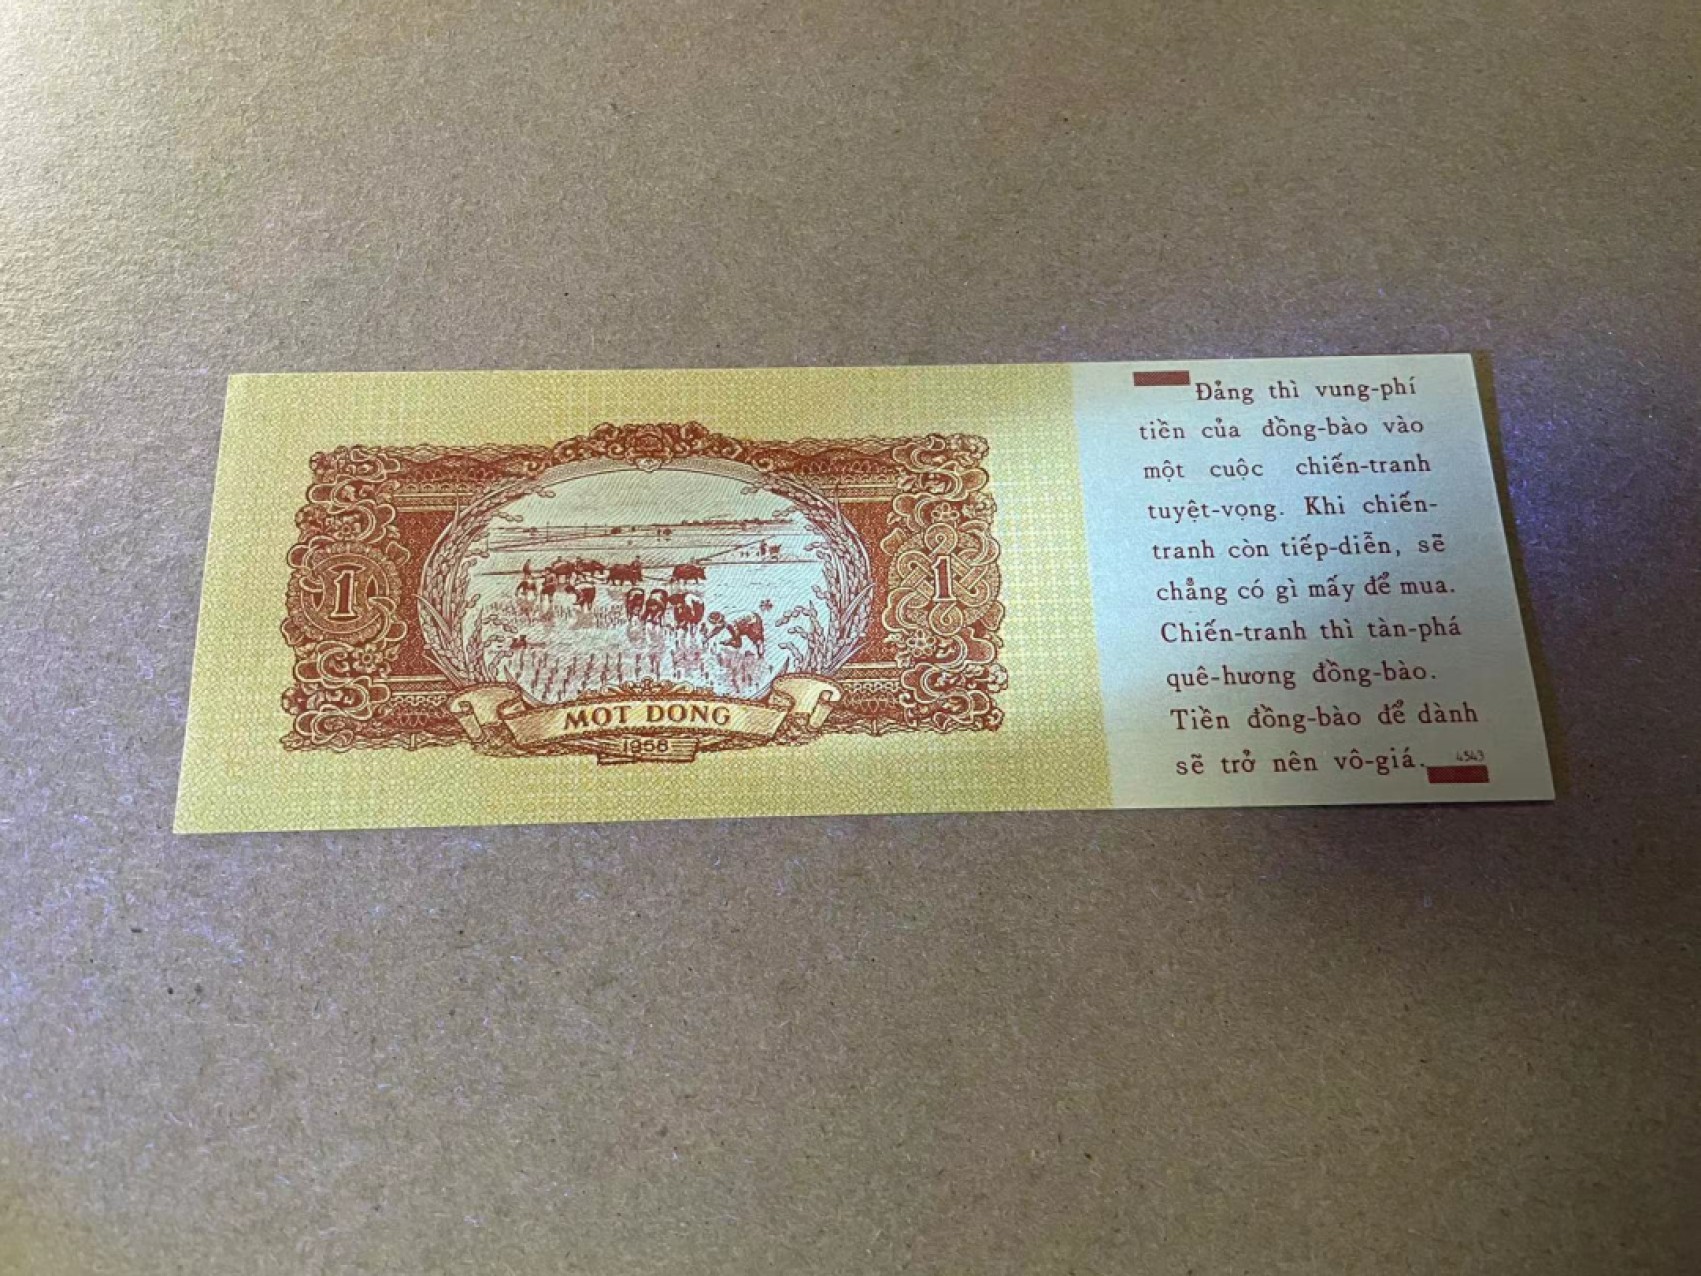 1
1
MỘT ĐỒNG
1958
Đảng thì vung-phí
tiền của đồng-bào vào
một cuộc chiến-tranh
tuyệt-vọng. Khi chiến-
tranh còn tiếp-diễn, sẽ
chẳng có gì mấy để mua.
Chiến-tranh thì tàn-phá
quê-hương đồng-bào.
Tiền đồng-bào để dành
sẽ trở nên vô-giá.
4543